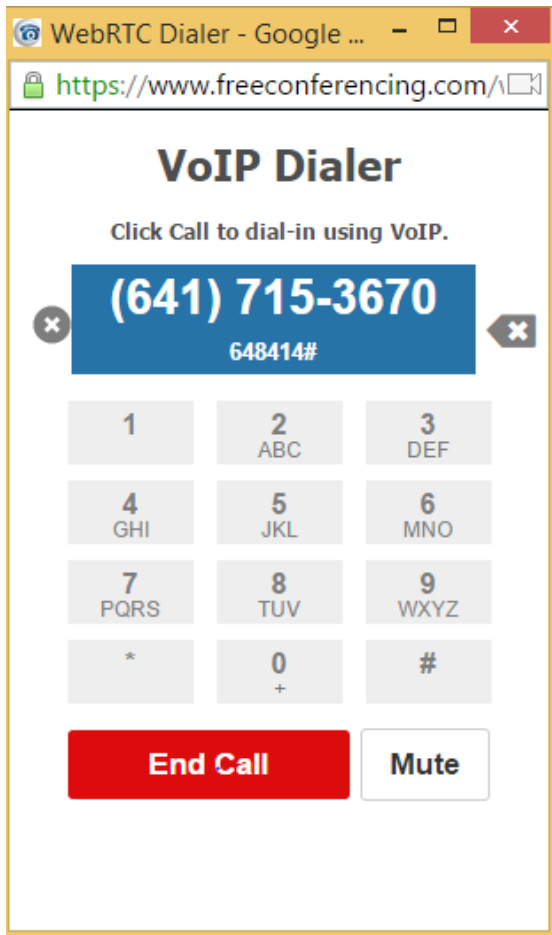 WebRTC Dialer - Google ...
https://www.freeconferencing.com/
VoIP Dialer
Click Call to dial-in using VoIP.
(641) 715-3670
648414#
1 2 3
ABC DEF
4 5 6
GHI JKL MNO
7 8 9
PQRS TUV WXYZ
* 0 #
+
End Call Mute